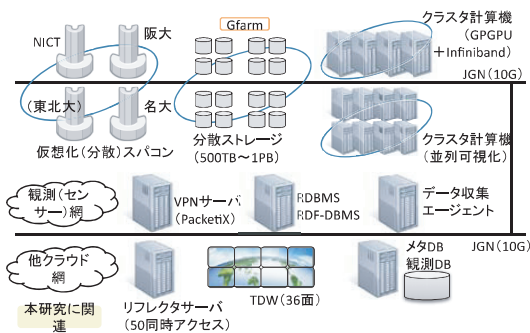 NICT
阪大
Gfarm
クラスタ計算機
(GPGPU
＋Infiniband)
JGN(10G)
(東北大)
名大
仮想化(分散)スパコン
分散ストレージ
(500TB～1PB)
クラスタ計算機
(並列可視化)
観測(セン
サー)網
VPNサーバ
(PacketiX)
RDBMS
RDF-DBMS
データ収集
エージェント
JGN(10G)
他クラウド
網
本研究に関
連
リフレクタサーバ
(50同時アクセス)
TDW(36面)
メタDB
観測DB